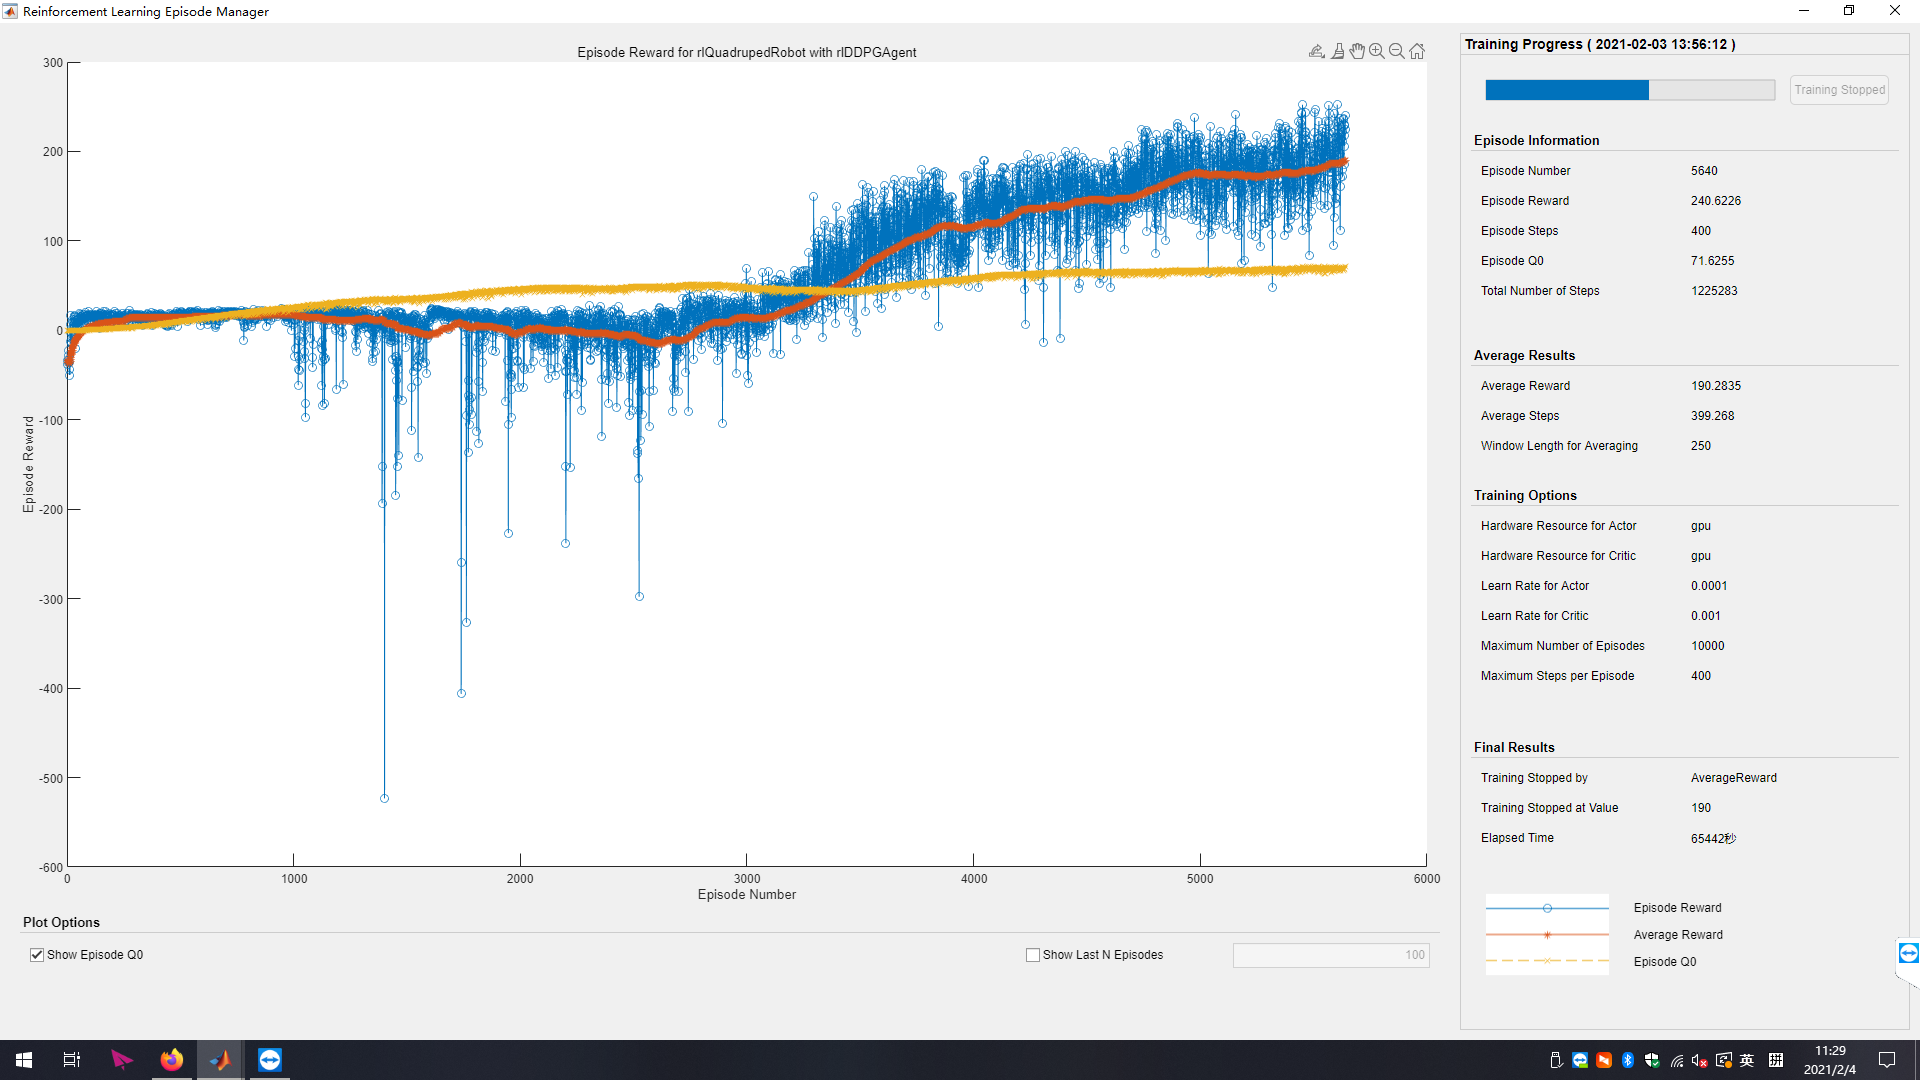 Reinforcement Learning Episode Manager
Episode Reward for rlQuadrupedRobot with rlDDPGAgent
300
200
100
0
-100
-200
-300
-400
-500
-600
Episode Reward
0
1000
2000
3000
4000
5000
6000
Episode Number
Plot Options
Show Episode Q0
Show Last N Episodes
100
Training Progress ( 2021-02-03 13:56:12 )
Training Stopped
Episode Information
Episode Number 5640
Episode Reward 240.6226
Episode Steps 400
Episode Q0 71.6255
Total Number of Steps 1225283
Average Results
Average Reward 190.2835
Average Steps 399.268
Window Length for Averaging 250
Training Options
Hardware Resource for Actor gpu
Hardware Resource for Critic gpu
Learn Rate for Actor 0.0001
Learn Rate for Critic 0.001
Maximum Number of Episodes 10000
Maximum Steps per Episode 400
Final Results
Training Stopped by AverageReward
Training Stopped at Value 190
Elapsed Time 65442秒
Episode Reward
Average Reward
Episode Q0
英
拼
11:29
2021/2/4